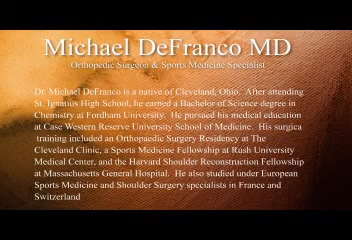 Michael DeFranco MD
Orthopedic Surgeon & Sports Medicine Specialist
Dr. Michael DeFranco is a native of Cleveland, Ohio. After attending
St. Ignatius High School, he earned a Bachelor of Science degree in
Chemistry at Fordham University. He pursued his medical education
at Case Western Reserve University School of Medicine. His surgica
training included an Orthopaedic Surgery Residency at The
Cleveland Clinic, a Sports Medicine Fellowship at Rush University
Medical Center, and the Harvard Shoulder Reconstruction Fellowship
at Massachusetts General Hospital. He also studied under European
Sports Medicine and Shoulder Surgery specialists in France and
Switzerland